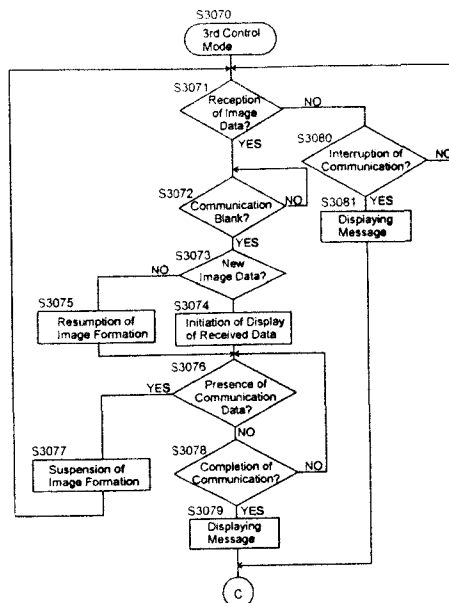 S3070
3rd Control
Mode
S3071
Reception
of Image
Data?
NO
YES
S3080
Interruption of
Communication?
NO
YES
S3072
Communication
Blank?
NO
YES
S3081
Displaying
Message
S3073
New
Image Data?
NO
YES
S3075
Resumption of
Image Formation
S3074
Initiation of Display
of Received Data
S3076
Presence of
Communication
Data?
YES
NO
S3077
Suspension of
Image Formation
S3078
Completion of
Communication?
NO
YES
S3079
Displaying
Message
C